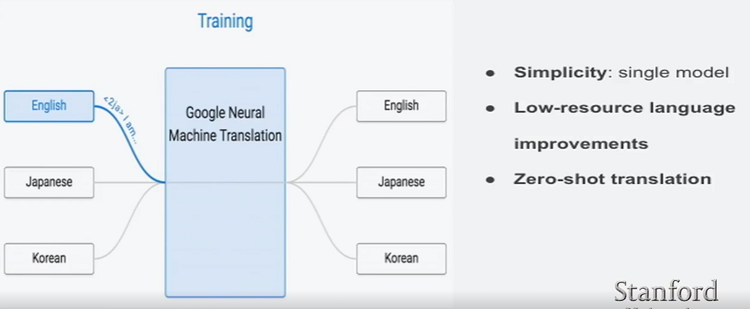 Training
English
<2ja> I am...
Japanese
Korean
Google Neural
Machine Translation
English
Japanese
Korean
Simplicity: single model
Low-resource language
improvements
Zero-shot translation
Stanford